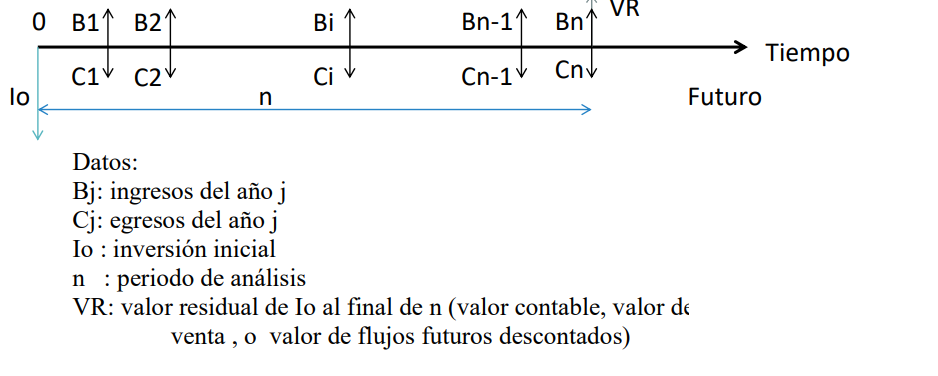 VR
0 B1 B2 Bi Bn-1 Bn
Tiempo
C1 C2 Ci Cn-1 Cn
Io n Futuro
Datos:
Bj: ingresos del año j
Cj: egresos del año j
Io : inversión inicial
n : periodo de análisis
VR: valor residual de Io al final de n (valor contable, valor de
venta , o valor de flujos futuros descontados)